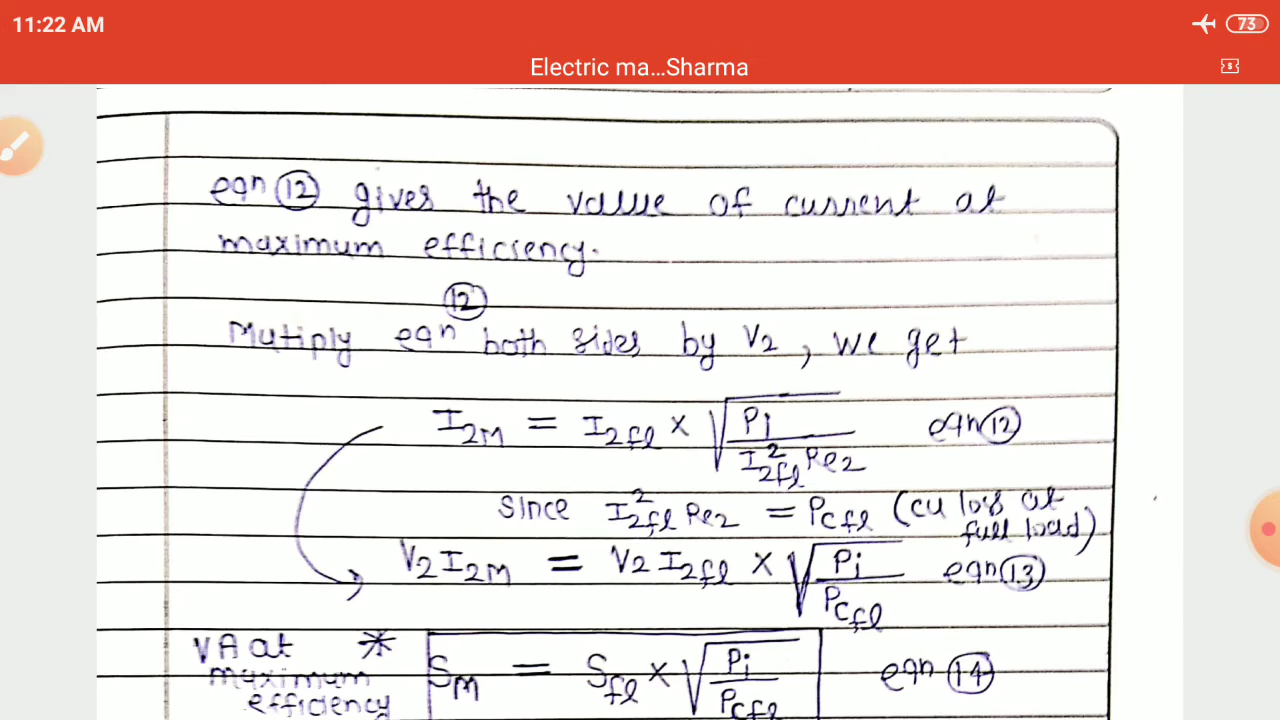 11:22 AM
73
Electric ma...Sharma
eqn (12) gives the value of current at
maximum efficiency.
(12)
Mutiply eqn both sides by V2, we get
I2M = I2fl × √(Pi / I²2fl Re2) eqn (12)
since I²2fl Re2 = Pcfl (cu loss at
full load)
V2 I2M = V2 I2fl × √(Pi / Pcfl) eqn (13)
VA at * SM = Sfl × √(Pi / Pcfl) eqn (14)
maximum
efficiency